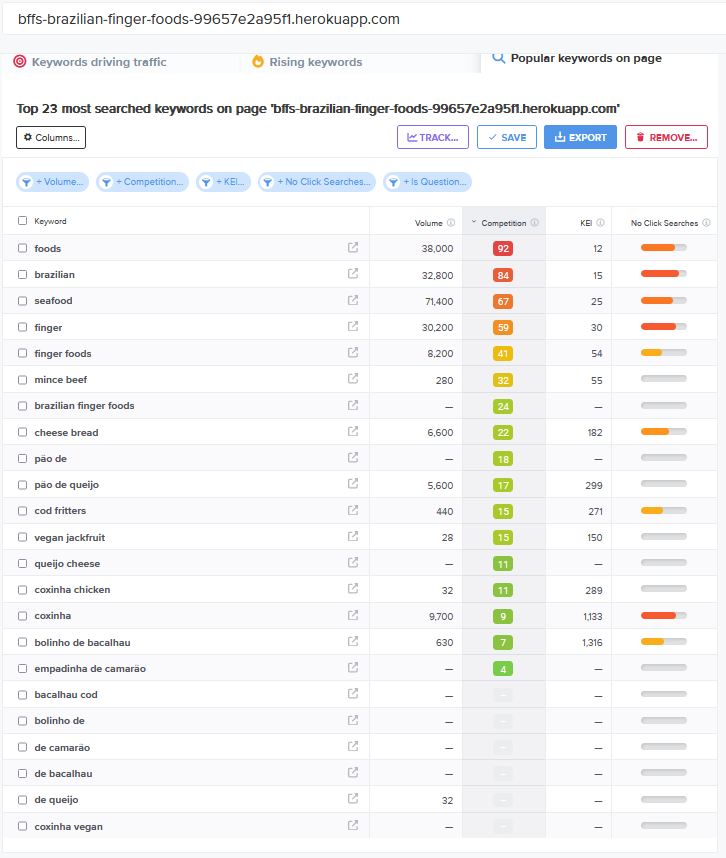 bffs-brazilian-finger-foods-99657e2a95f1.herokuapp.com
Keywords driving traffic Rising keywords Popular keywords on page
Top 23 most searched keywords on page 'bffs-brazilian-finger-foods-99657e2a95f1.herokuapp.com'
Columns... TRACK... SAVE EXPORT REMOVE...
+ Volume... + Competition... + KEI... + No Click Searches... + Is Question...
Keyword Volume Competition KEI No Click Searches
foods 38,000 92 12
brazilian 32,800 84 15
seafood 71,400 67 25
finger 30,200 59 30
finger foods 8,200 41 54
mince beef 280 32 55
brazilian finger foods — 24 —
cheese bread 6,600 22 182
pão de — 18 —
pão de queijo 5,600 17 299
cod fritters 440 15 271
vegan jackfruit 28 15 150
queijo cheese — 11 —
coxinha chicken 32 11 289
coxinha 9,700 9 1,133
bolinho de bacalhau 630 7 1,316
empadinha de camarão — 4 —
bacalhau cod — — —
bolinho de — — —
de camarão — — —
de bacalhau — — —
de queijo 32 — —
coxinha vegan — — —